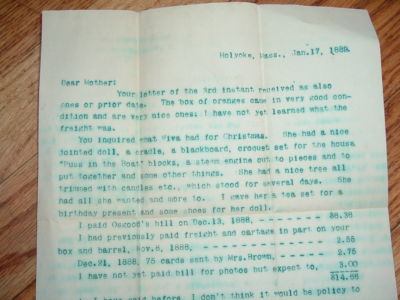 Holyoke, Mass., Jan.17, 1889.
Dear Mother:
Your letter of the 3rd instant received as also
ones or prior date. The box of oranges came in very good con-
dition and are very nice ones; I have not yet learned what the
freight was.
You inquired what Viva had for Christmas. She had a nice
jointed doll, a cradle, a blackboard, croquet set for the house
"Puss in the Boat" blocks, a steam engine cut to pieces and to
put together and some other things. She had a nice tree all
trimmed with candles etc., which stood for several days. She
had all she wanted and more to. I gave her a tea set for a
birthday present and some shoes for her doll.
I paid Osgood's bill on Dec.13, 1888, - - - - - - - - - $6.36
I had previously paid freight and cartage in part on your
box and barrel, Nov.8, 1888, - - - - - - - - - - - 2.55
Dec.21, 1888, 75 cards sent by Mrs.Brown, - - - - - 2.75
I have not yet paid bill for photos but expect to, 3.00
$14.66
I have said before, I don't think it would be policy to